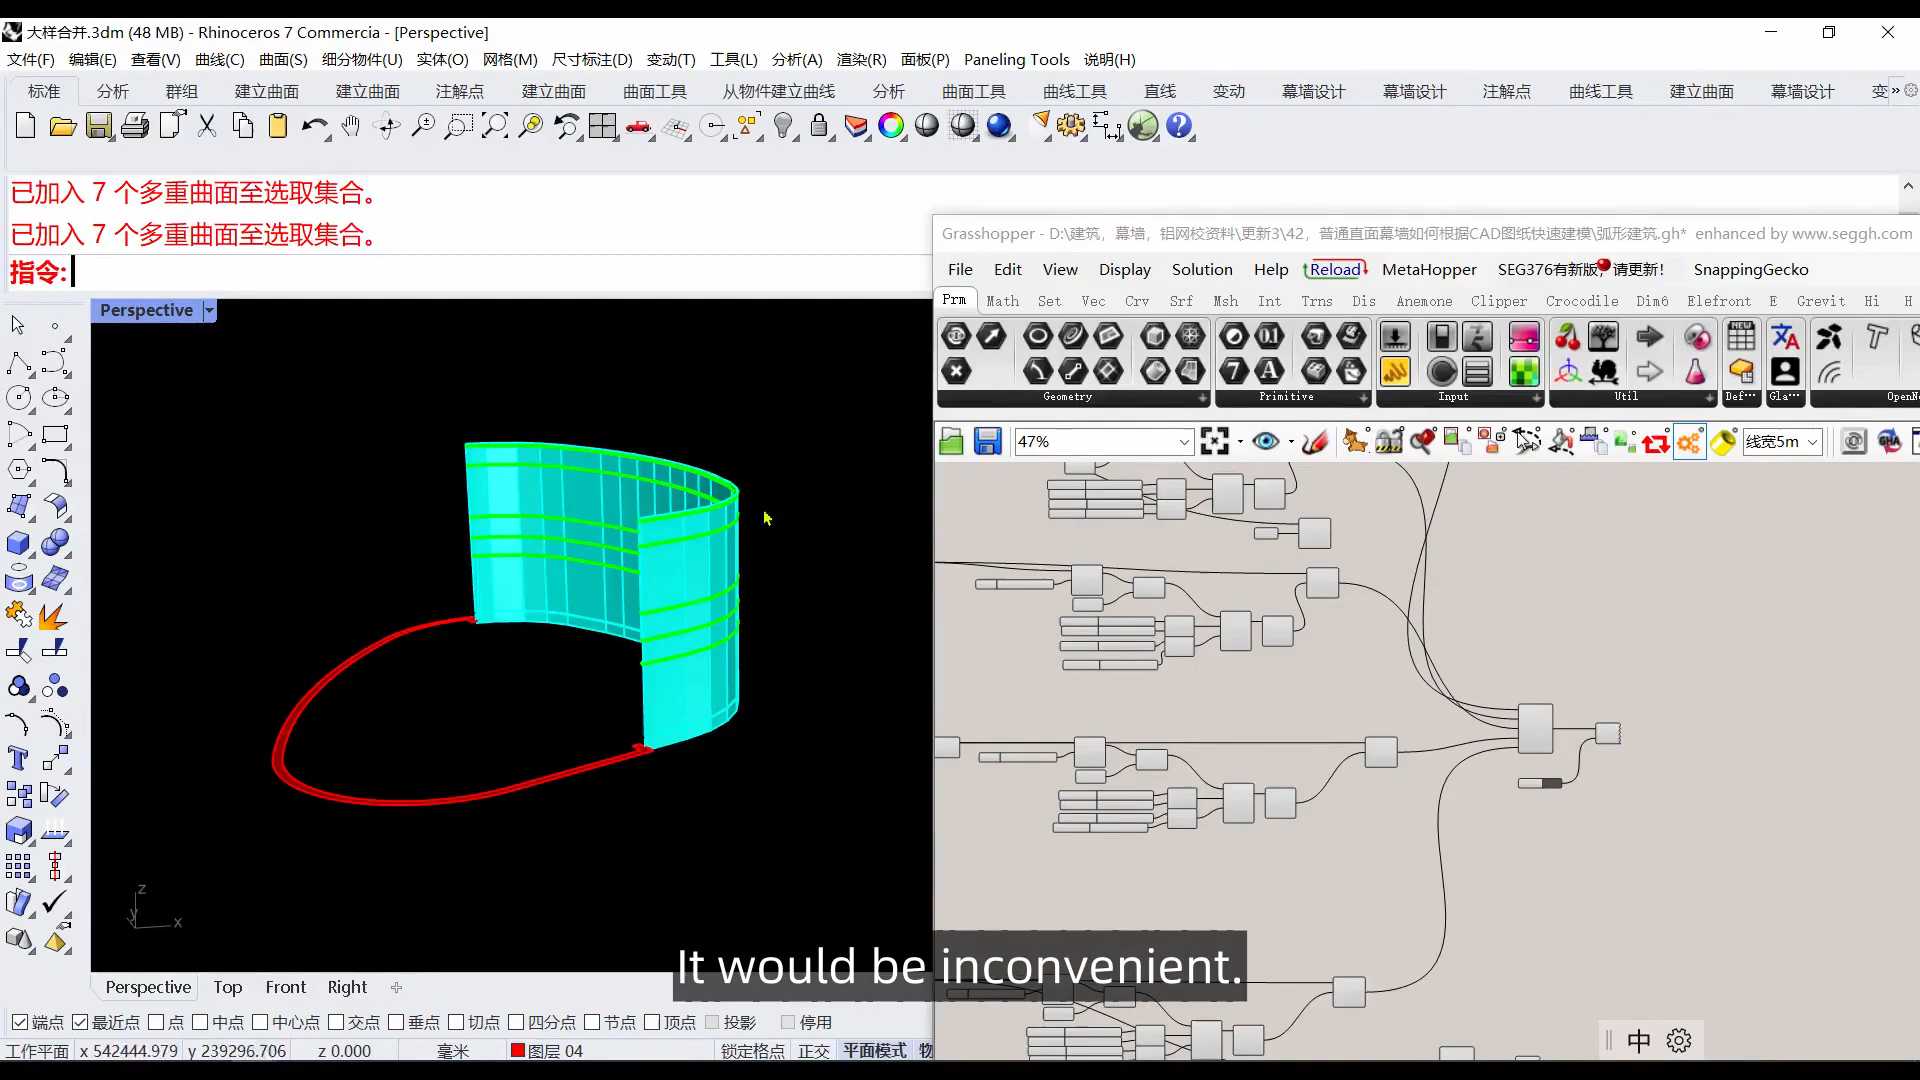 大样合并.3dm (48 MB) - Rhinoceros 7 Commercia - [Perspective]
文件(F) 编辑(E) 查看(V) 曲线(C) 曲面(S) 细分物件(U) 实体(O) 网格(M) 尺寸标注(D) 变动(T) 工具(L) 分析(A) 渲染(R) 面板(P) Paneling Tools 说明(H)
标准 分析 群组 建立曲面 建立曲面 注解点 建立曲面 曲面工具 从物件建立曲线 分析 曲面工具 曲线工具 直线 变动 幕墙设计 幕墙设计 注解点 曲线工具 建立曲面 幕墙设计 变 »
已加入 7 个多重曲面至选取集合。
已加入 7 个多重曲面至选取集合。
指令:
Grasshopper - D:\建筑，幕墙，铝网校资料\更新3\42，普通直面幕墙如何根据CAD图纸快速建模\弧形建筑.gh* enhanced by www.seggh.com
File Edit View Display Solution Help Reload MetaHopper SEG376有新版，请更新！ SnappingGecko
Prm Math Set Vec Crv Srf Msh Int Trns Dis Anemone Clipper Crocodile Dim6 Elefront E Grevit Hi H
Geometry Primitive Input Util Def··· Gla··· OpenN
47%
线宽5m
Perspective
z
y
x
It would be inconvenient.
Perspective Top Front Right
端点 最近点 点 中点 中心点 交点 垂点 切点 四分点 节点 顶点 投影 停用
工作平面 x 542444.979 y 239296.706 z 0.000 毫米 图层 04 锁定格点 正交 平面模式 物
中